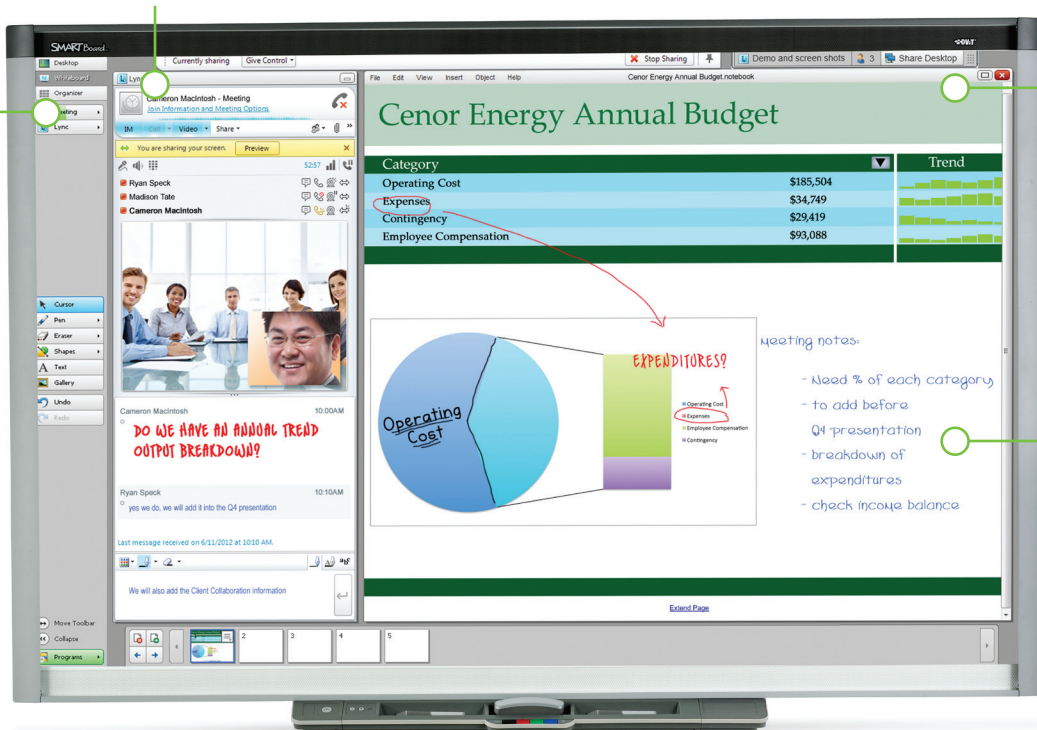 SMART Board
Desktop
Whiteboard
Organizer
Meeting
Lync
Cursor
Pen
Eraser
Shapes
A Text
Gallery
Undo
Redo
Move Toolbar
Collapse
Programs
Currently sharing Give Control
Stop Sharing
Demo and screen shots 3 Share Desktop
Lync
Cameron MacIntosh - Meeting
Join Information and Meeting Options
IM Call Video Share
You are sharing your screen. Preview
52:57
Ryan Speck
Madison Tate
Cameron MacIntosh
Cameron Macintosh 10:00AM
DO WE HAVE AN ANNUAL TREND
OUTPUT BREAKDOWN?
Ryan Speck 10:10AM
yes we do, we will add it into the Q4 presentation
Last message received on 6/11/2012 at 10:10 AM.
We will also add the Client Collaboration information
File Edit View Insert Object Help
Cenor Energy Annual Budget.notebook
Cenor Energy Annual Budget
Category Trend
Operating Cost $185,504
Expenses $34,749
Contingency $29,419
Employee Compensation $93,088
Operating
Cost
EXPENDITURES?
Operating Cost
Expenses
Employee Compensation
Contingency
Meeting notes:
- Need % of each category
- to add before
Q4 presentation
- breakdown of
expenditures
- check income balance
Extend Page
2 3 4 5